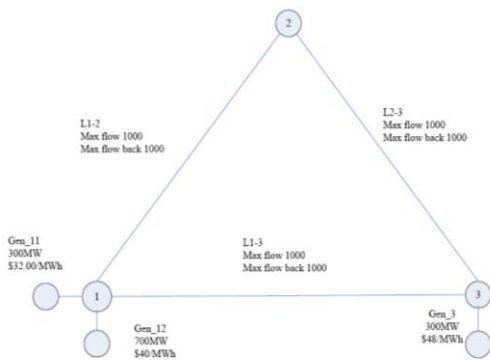 2
L1-2
Max flow 1000
Max flow back 1000
L2-3
Max flow 1000
Max flow back 1000
Gen_11
300MW
$32.00/MWh
L1-3
Max flow 1000
Max flow back 1000
1
3
Gen_12
700MW
$40/MWh
Gen_3
300MW
$48/MWh